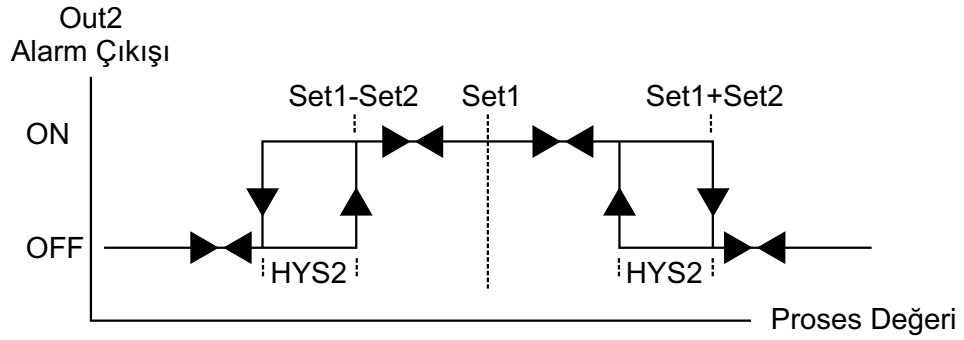 Out2
Alarm Çıkışı
Set1-Set2
Set1
Set1+Set2
ON
OFF
HYS2
HYS2
Proses Değeri